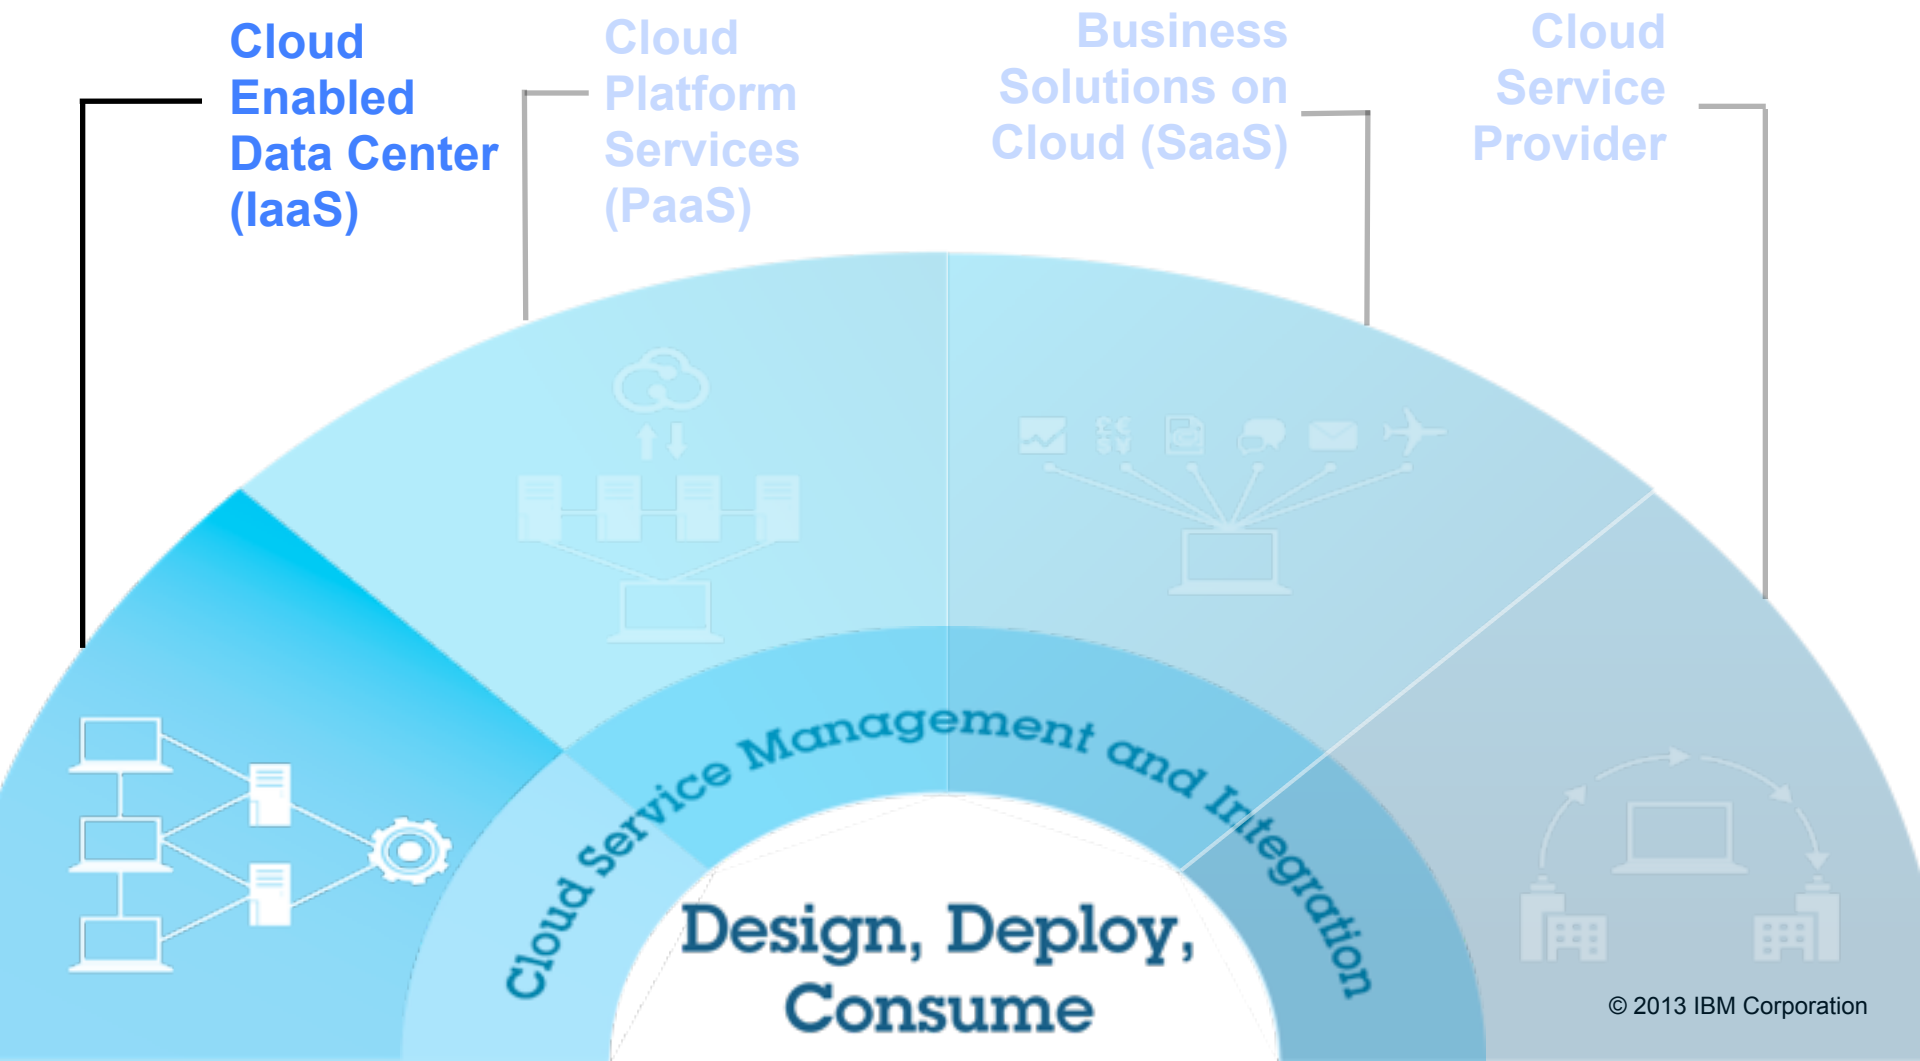 Cloud
Enabled
Data Center
(IaaS)
Cloud
Platform
Services
(PaaS)
Business
Solutions on
Cloud (SaaS)
Cloud
Service
Provider
Cloud Service Management and Integration
Design, Deploy,
Consume
© 2013 IBM Corporation